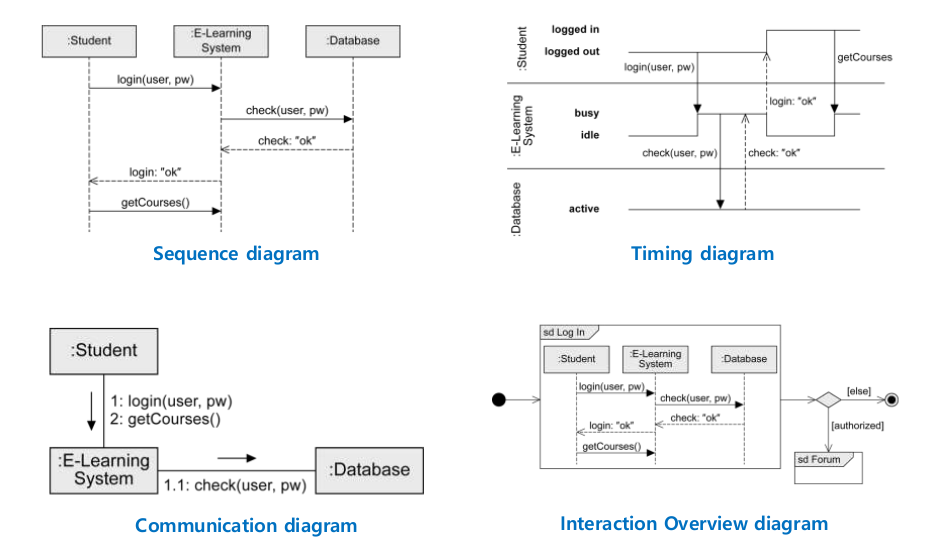 :Student
:E-Learning
System
:Database
login(user, pw)
check(user, pw)
check: "ok"
login: "ok"
getCourses()
Sequence diagram
:Student
logged in
logged out
login(user, pw)
getCourses
:E-Learning
System
busy
idle
login: "ok"
check(user, pw)
check: "ok"
:Database
active
Timing diagram
:Student
1: login(user, pw)
2: getCourses()
:E-Learning
System
:Database
1.1: check(user, pw)
Communication diagram
sd Log In
:Student
:E-Learning
System
:Database
login(user, pw)
check(user, pw)
check: "ok"
login: "ok"
getCourses()
[else]
[authorized]
sd Forum
Interaction Overview diagram